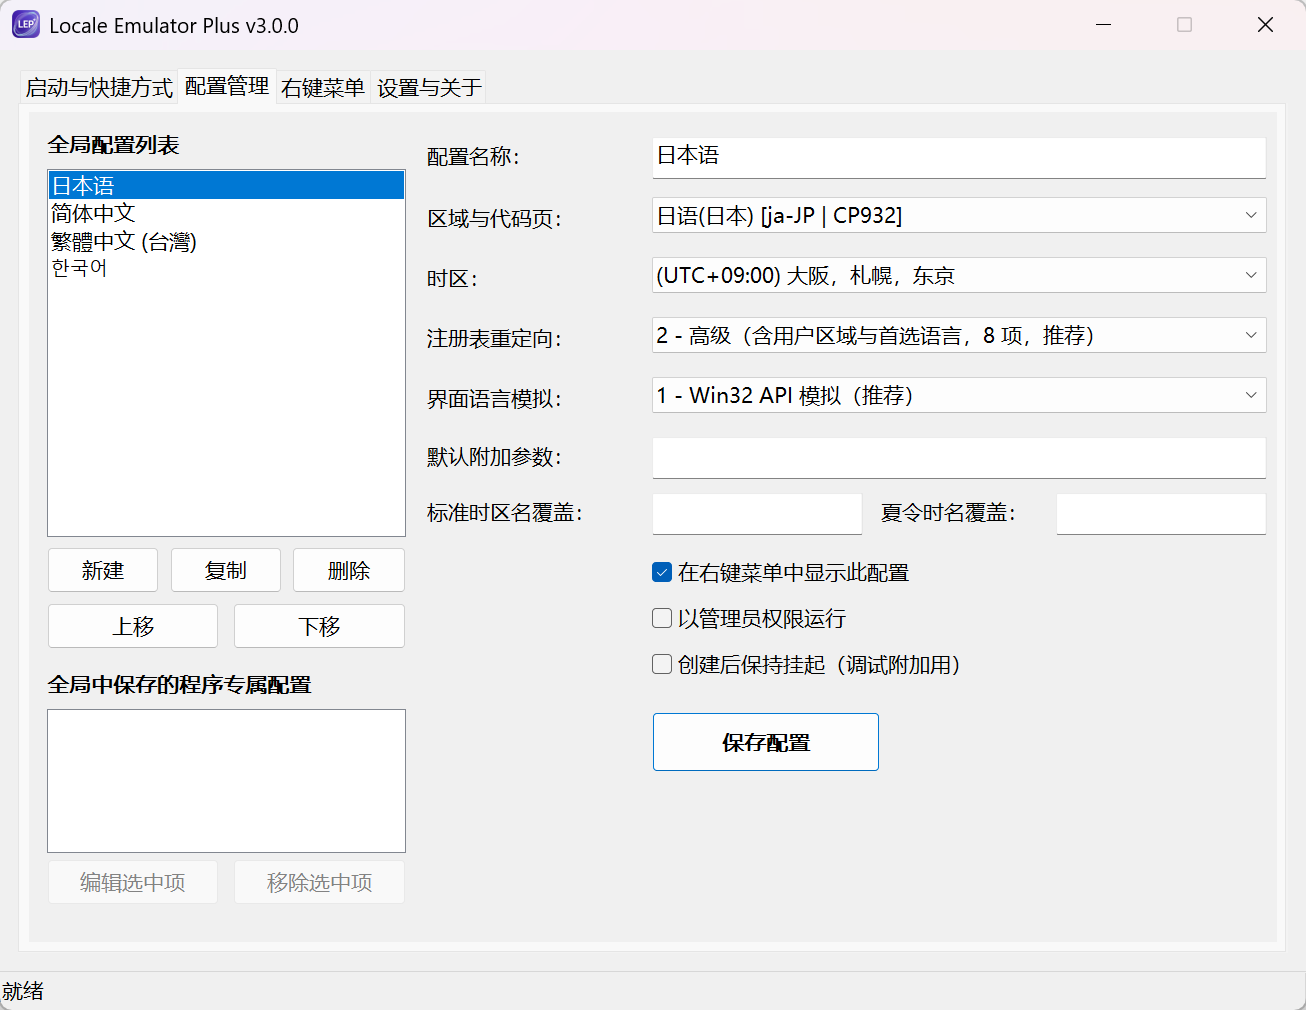 LEP
Locale Emulator Plus v3.0.0
启动与快捷方式 配置管理 右键菜单 设置与关于
全局配置列表
日本语
简体中文
繁體中文 (台灣)
한국어
新建 复制 删除
上移 下移
全局中保存的程序专属配置
编辑选中项 移除选中项
配置名称: 日本语
区域与代码页: 日语(日本) [ja-JP | CP932]
时区: (UTC+09:00) 大阪，札幌，东京
注册表重定向: 2 - 高级（含用户区域与首选语言，8 项，推荐）
界面语言模拟: 1 - Win32 API 模拟（推荐）
默认附加参数:
标准时区名覆盖: 夏令时名覆盖:
在右键菜单中显示此配置
以管理员权限运行
创建后保持挂起（调试附加用）
保存配置
就绪